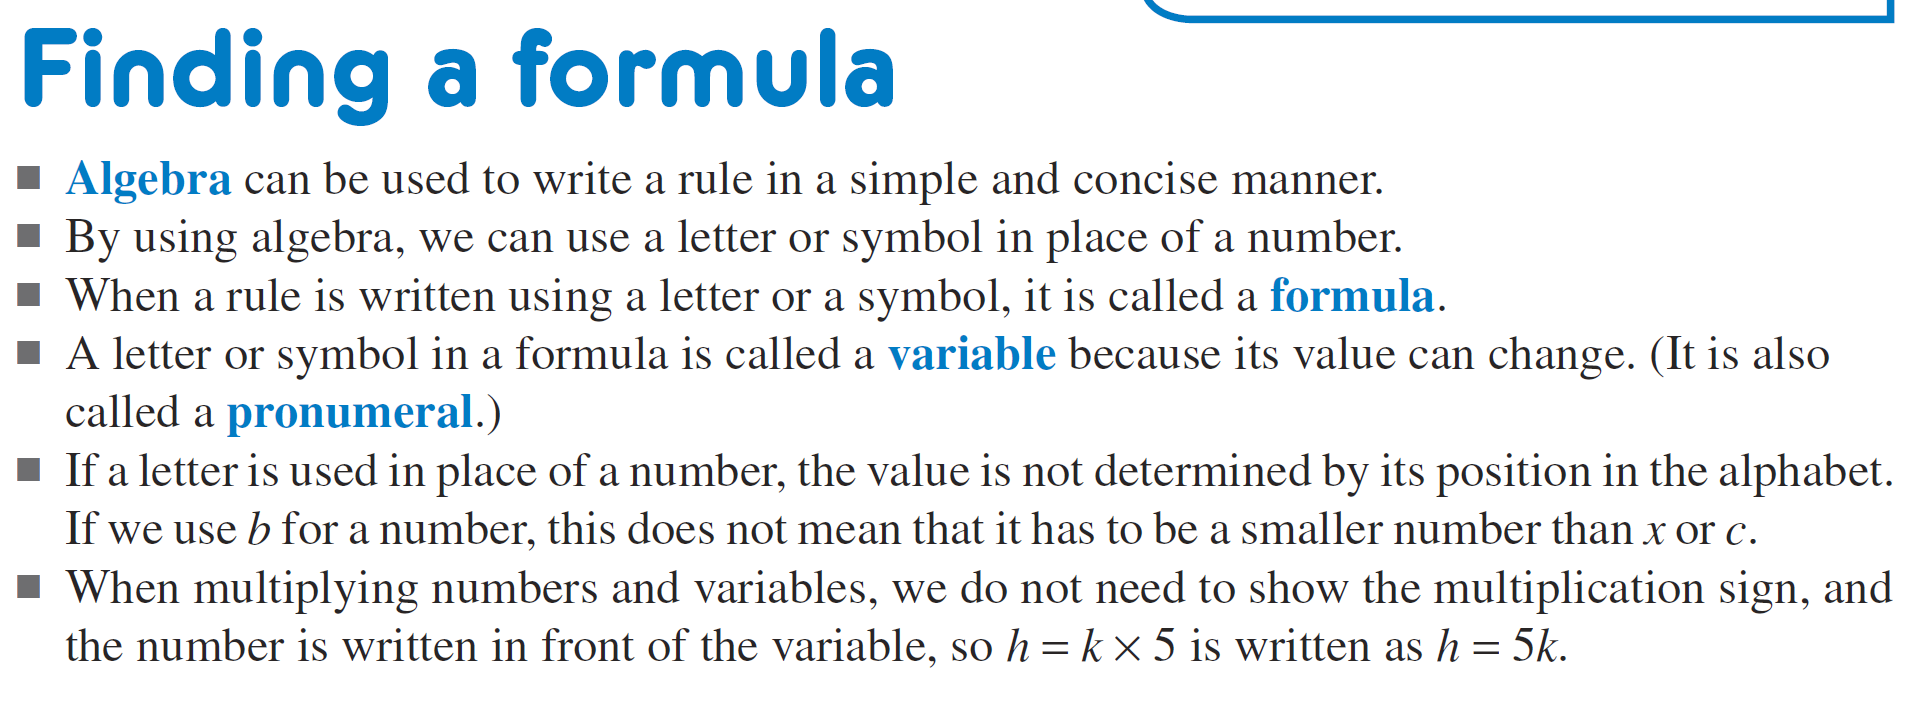 Finding a formula
■ Algebra can be used to write a rule in a simple and concise manner.
■ By using algebra, we can use a letter or symbol in place of a number.
■ When a rule is written using a letter or a symbol, it is called a formula.
■ A letter or symbol in a formula is called a variable because its value can change. (It is also
called a pronumeral.)
■ If a letter is used in place of a number, the value is not determined by its position in the alphabet.
If we use b for a number, this does not mean that it has to be a smaller number than x or c.
■ When multiplying numbers and variables, we do not need to show the multiplication sign, and
the number is written in front of the variable, so h = k × 5 is written as h = 5k.